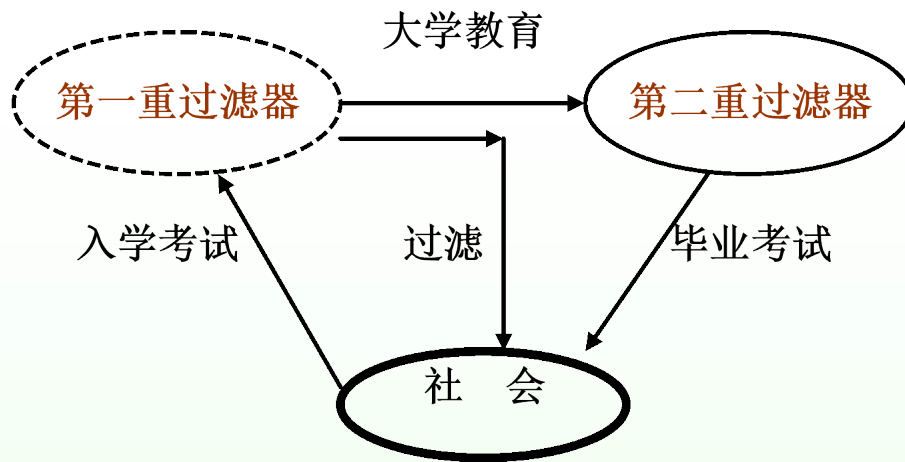 大学教育
第一重过滤器
第二重过滤器
入学考试
过滤
毕业考试
社 会